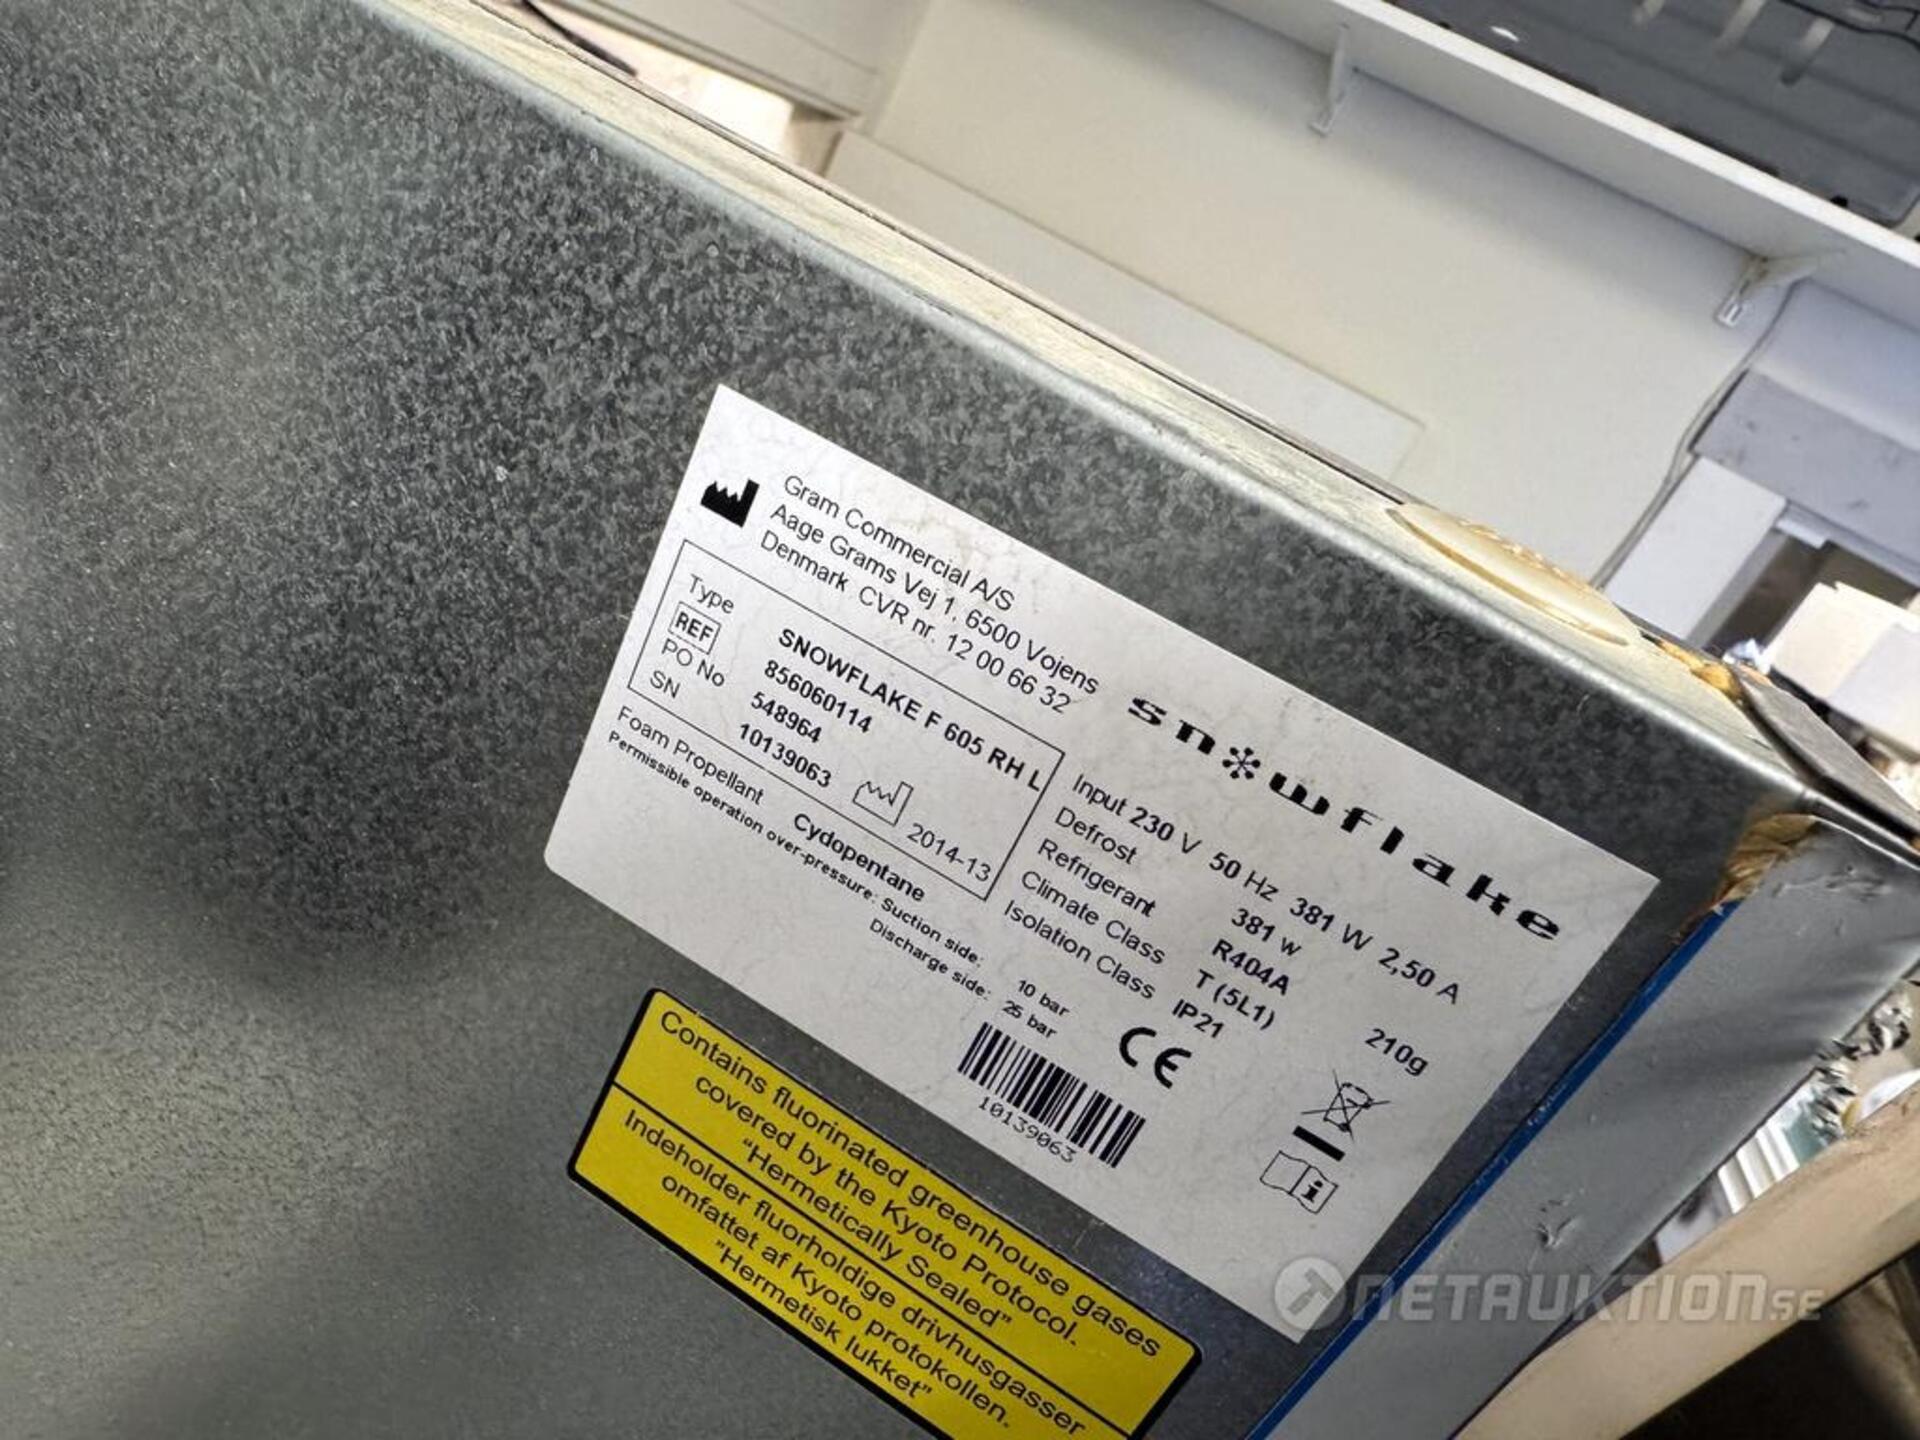 Gram Commercial A/S
Aage Grams Vej 1, 6500 Vojens
Denmark CVR nr. 12 00 66 32
snowflake
Type SNOWFLAKE F 605 RH L
REF 856060114
PO No 548964
SN 10139063 2014-13
Foam Propellant Cyclopentane
Permissible operation over-pressure: Suction side: 10 bar
Discharge side: 25 bar
Input 230 V 50 Hz 381 W 2,50 A
Defrost 381 W
Refrigerant R404A 210g
Climate Class T (5L1)
Isolation Class IP21
CE
10139063
Contains fluorinated greenhouse gases
covered by the Kyoto Protocol.
“Hermetically Sealed”
Indeholder fluorholdige drivhusgasser
omfattet af Kyoto protokollen.
”Hermetisk lukket”
NETAUKTION.SE